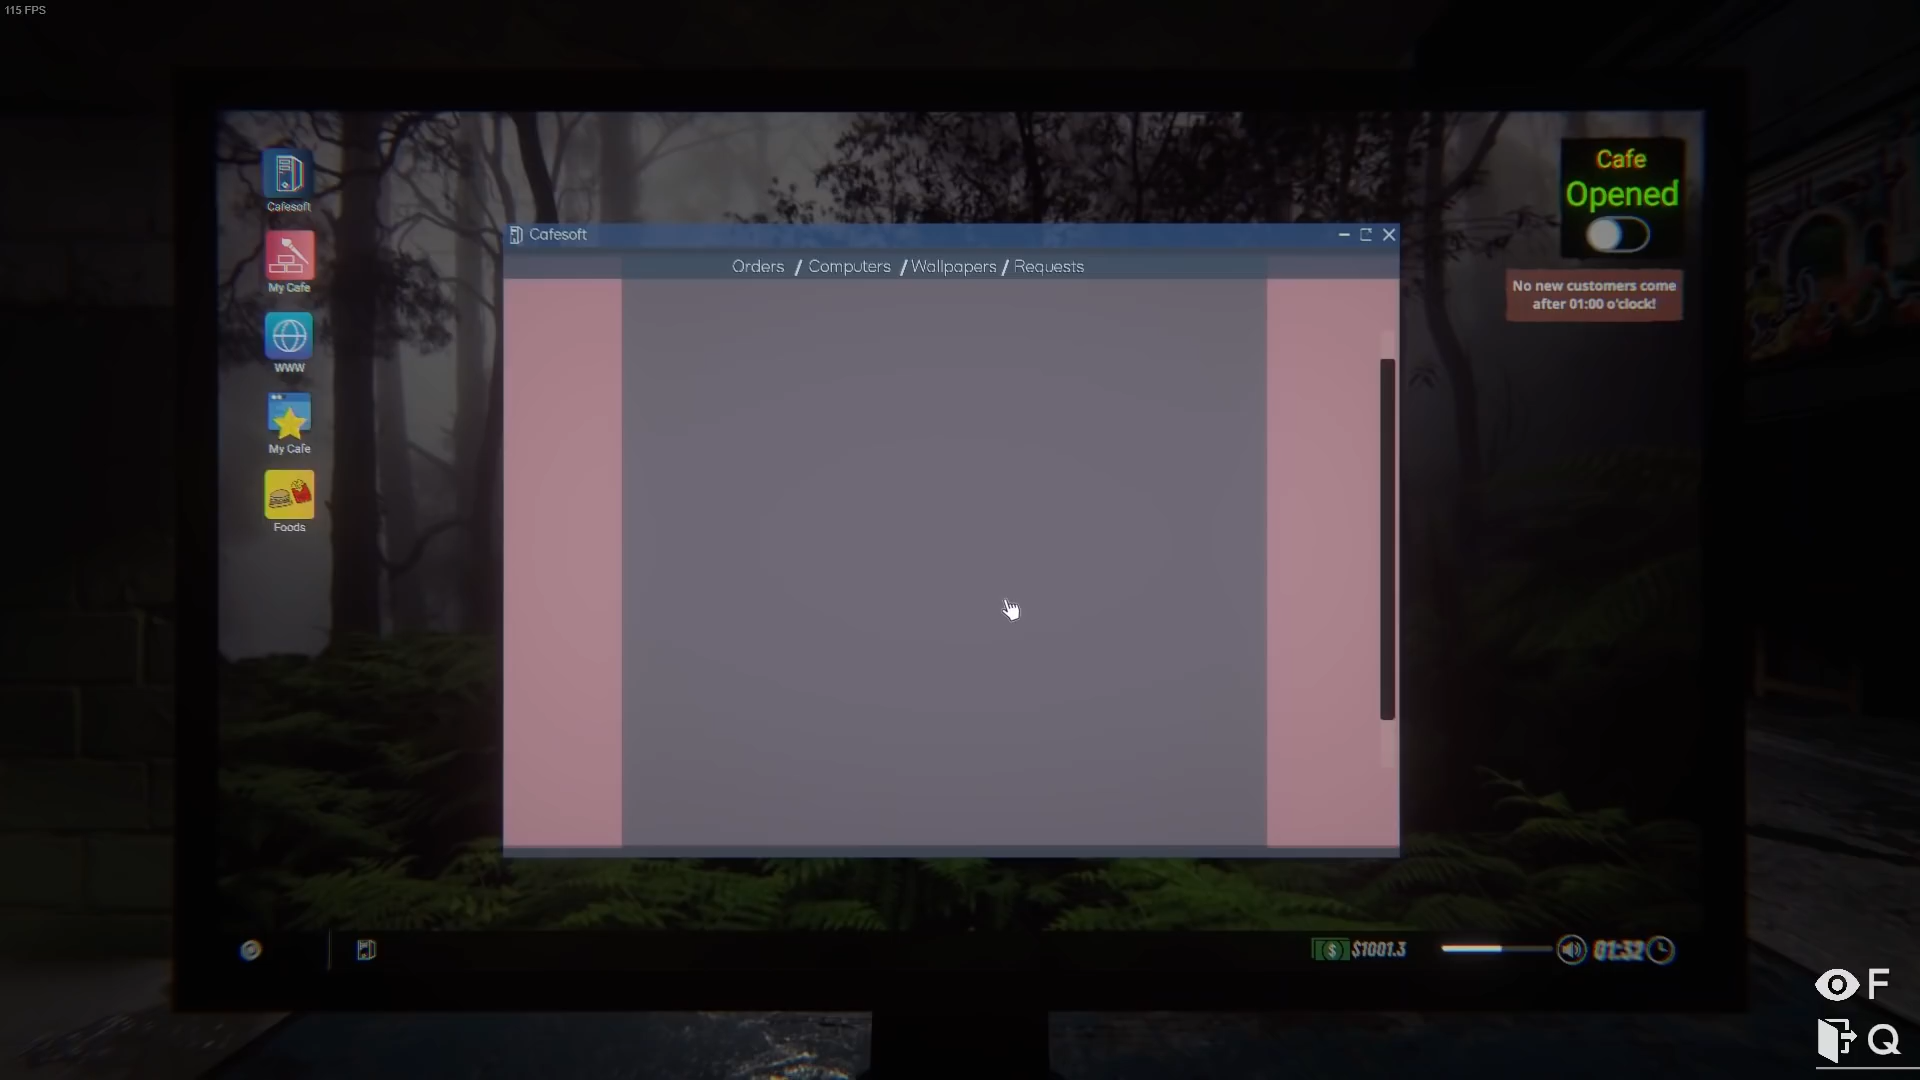 115 FPS
Cafesoft
My Cafe
WWW
My Cafe
Foods
Cafesoft
Orders / Computers / Wallpapers / Requests
Cafe
Opened
No new customers come
after 01:00 o'clock!
$1001.3
01:32
F
Q